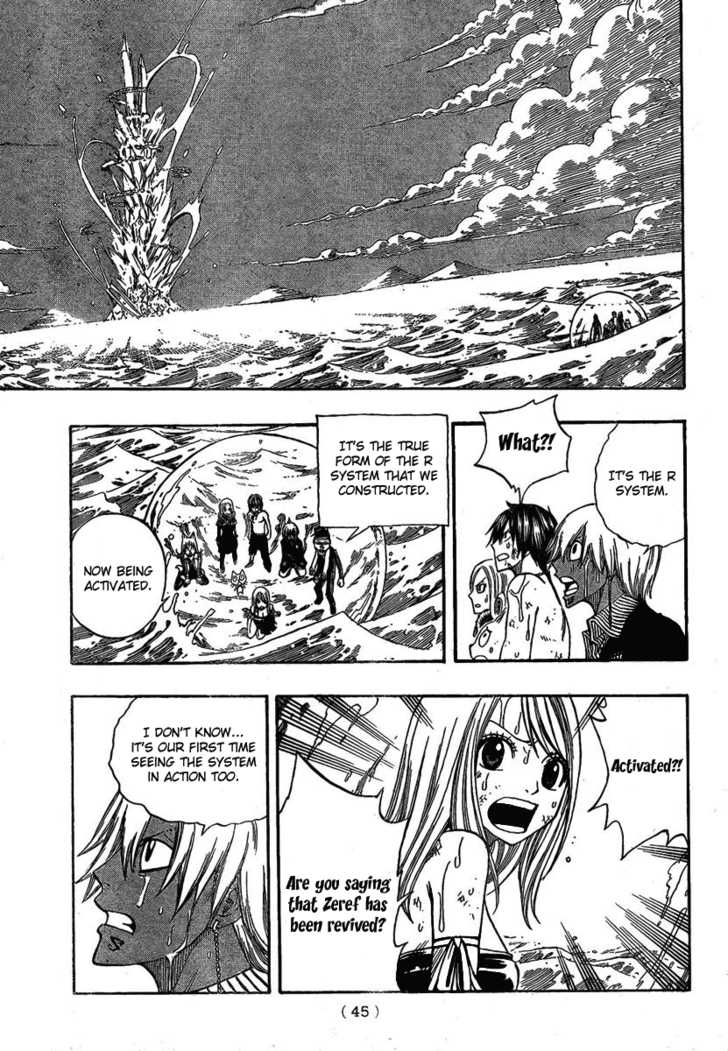 IT'S THE R
SYSTEM.
What?!
IT'S THE TRUE
FORM OF THE R
SYSTEM THAT WE
CONSTRUCTED.
NOW BEING
ACTIVATED.
Activated?!
Are you saying
that Zeref has
been revived?
I DON'T KNOW...
IT'S OUR FIRST TIME
SEEING THE SYSTEM
IN ACTION TOO.
( 45 )